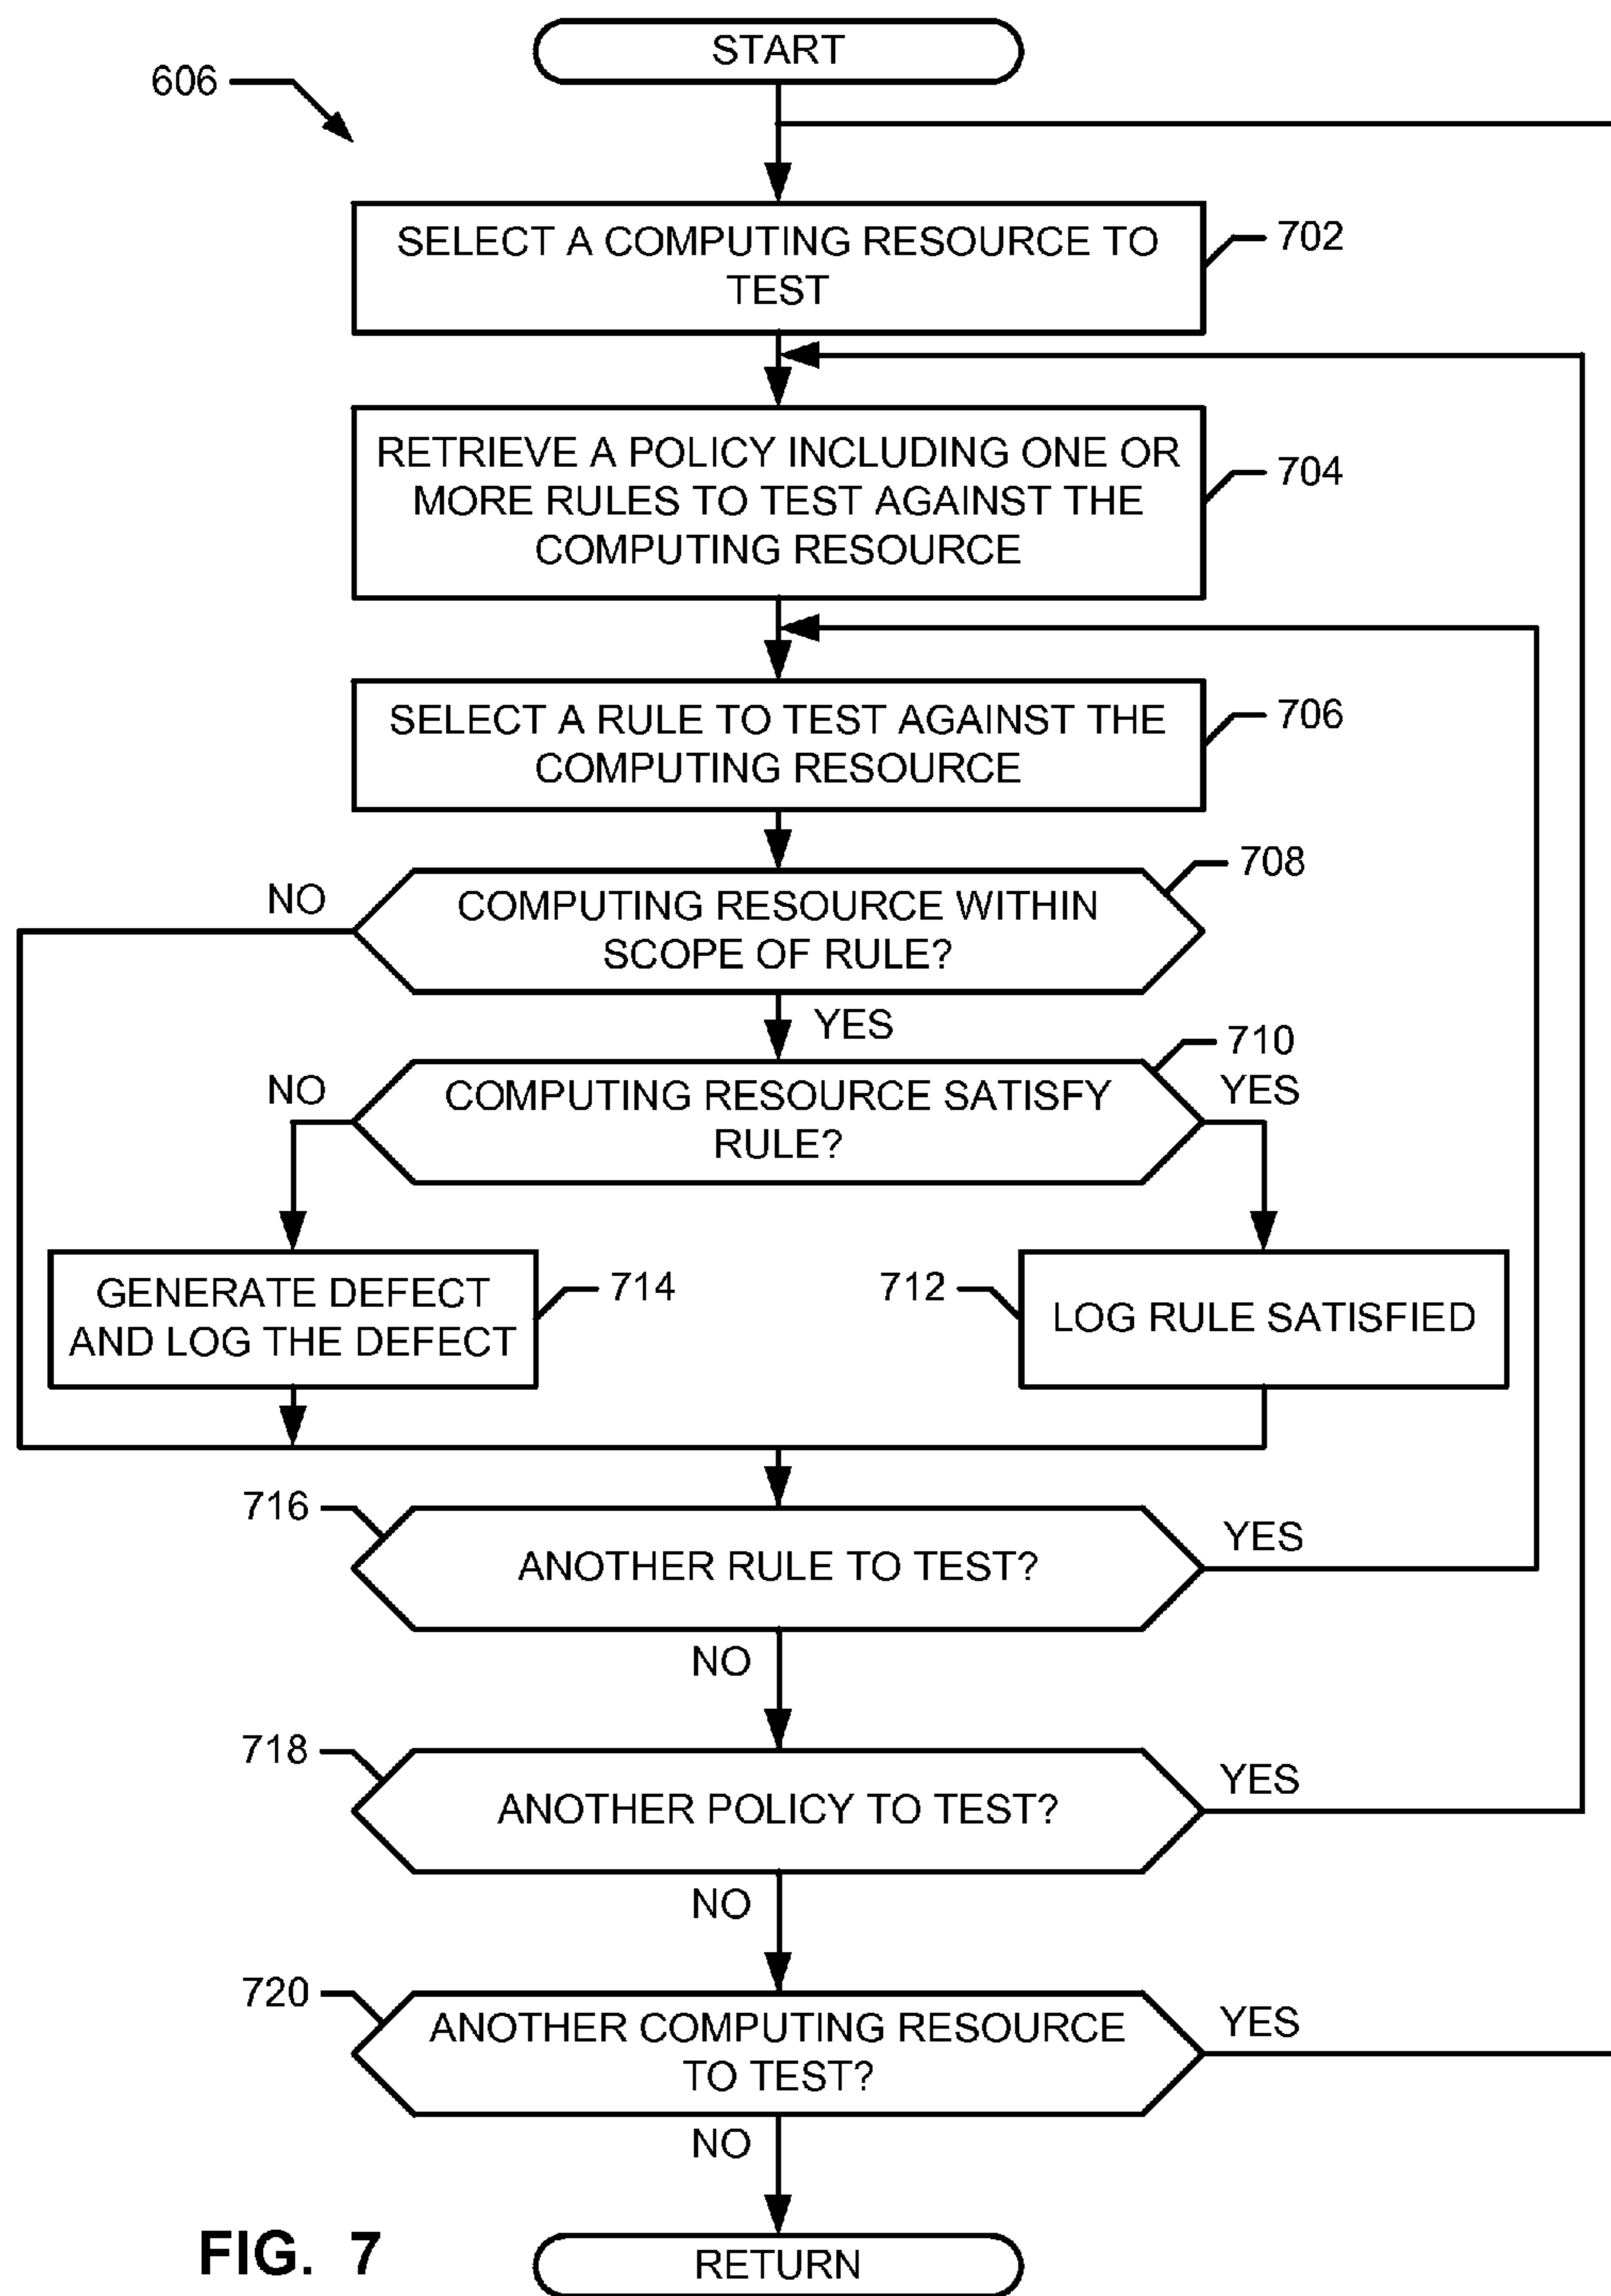 START
606
SELECT A COMPUTING RESOURCE TO
TEST
702
RETRIEVE A POLICY INCLUDING ONE OR
MORE RULES TO TEST AGAINST THE
COMPUTING RESOURCE
704
SELECT A RULE TO TEST AGAINST THE
COMPUTING RESOURCE
706
708
NO
COMPUTING RESOURCE WITHIN
SCOPE OF RULE?
YES
710
NO
COMPUTING RESOURCE SATISFY
RULE?
YES
GENERATE DEFECT
AND LOG THE DEFECT
714
712
LOG RULE SATISFIED
716
ANOTHER RULE TO TEST?
YES
NO
718
ANOTHER POLICY TO TEST?
YES
NO
720
ANOTHER COMPUTING RESOURCE
TO TEST?
YES
NO
FIG. 7
RETURN